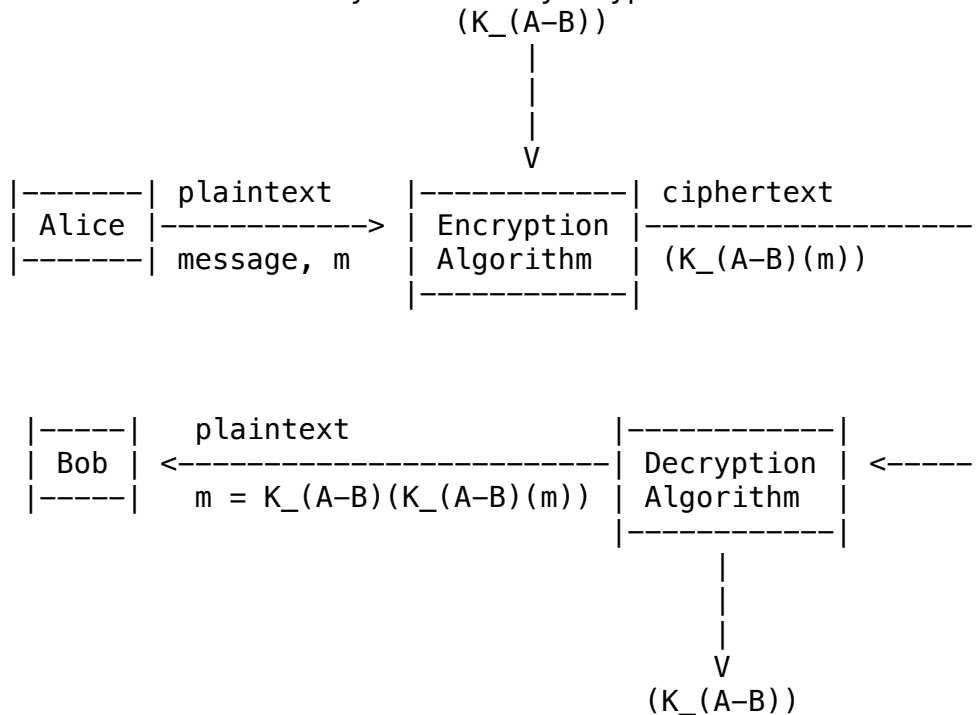 (K_(A-B))
|
|
|
V
|-------| plaintext |------------| ciphertext
| Alice |------------> | Encryption |-------------------
|-------| message, m | Algorithm | (K_(A-B)(m))
|------------|
|-----| plaintext |------------|
| Bob | <-------------------------| Decryption | <-----
|-----| m = K_(A-B)(K_(A-B)(m)) | Algorithm |
|------------|
|
|
|
V
(K_(A-B))